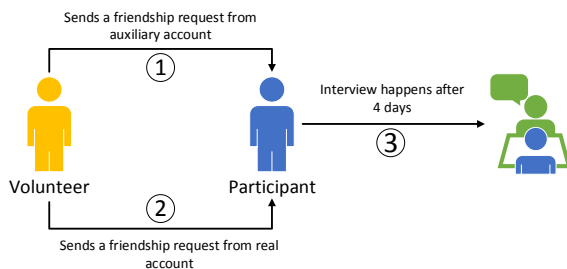 Sends a friendship request from
auxiliary account
1
Interview happens after
4 days
3
Volunteer
Participant
2
Sends a friendship request from real
account